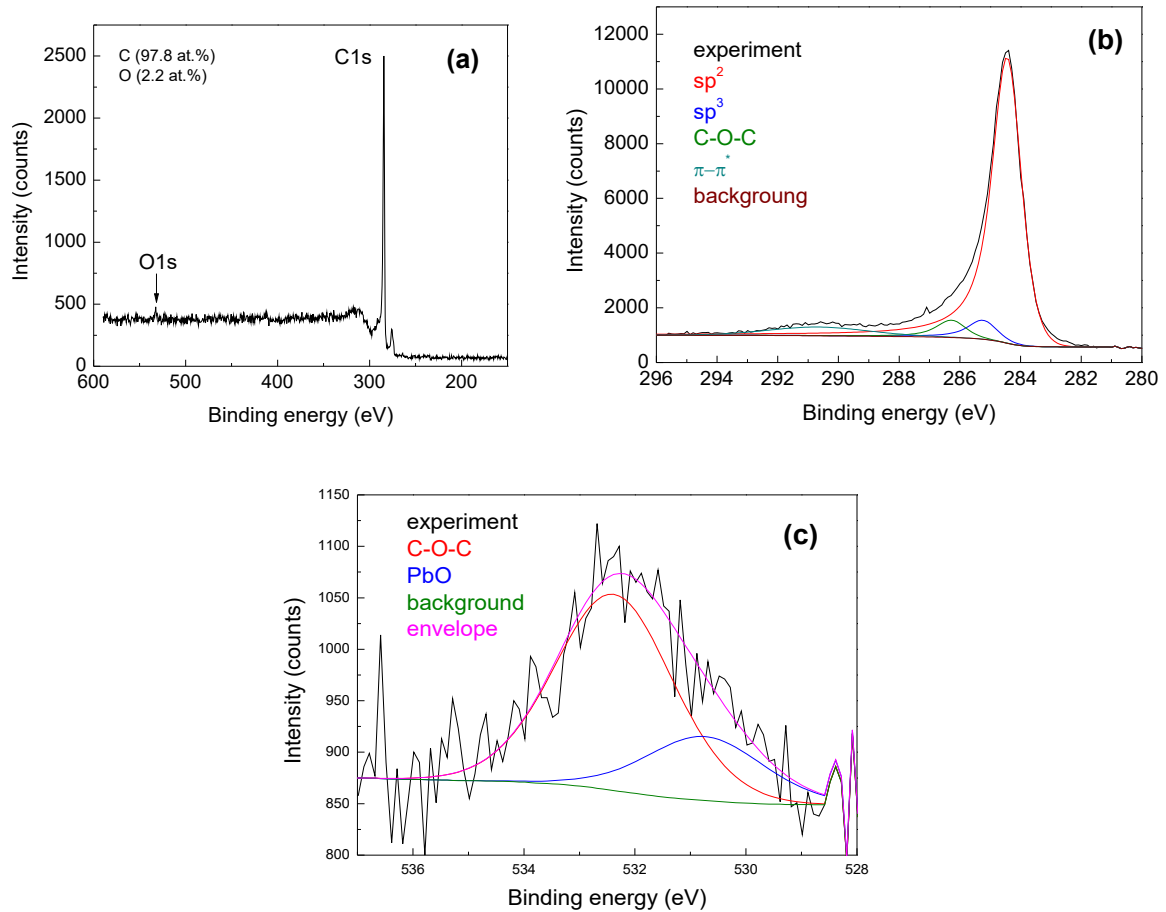 C (97.8 at.%)
O (2.2 at.%)
C1s
(a)
O1s
2500
2000
1500
1000
500
0
600 500 400 300 200
Intensity (counts)
Binding energy (eV)
(b)
experiment
sp²
sp³
C-O-C
π−π*
backgroung
12000
10000
8000
6000
4000
2000
0
296 294 292 290 288 286 284 282 280
Intensity (counts)
Binding energy (eV)
(c)
experiment
C-O-C
PbO
background
envelope
1150
1100
1050
1000
950
900
850
800
536 534 532 530 528
Intensity (counts)
Binding energy (eV)